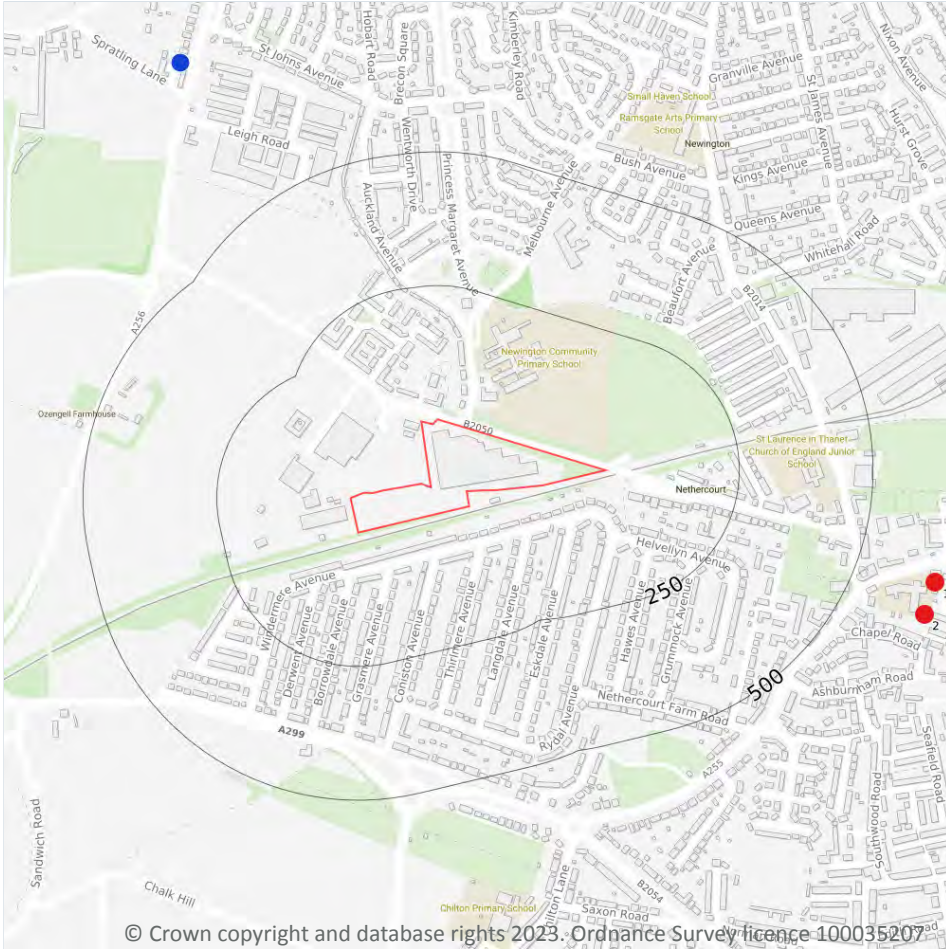 Spratling Lane
St Johns Avenue
Hobart Road
Brecon Square
Kimberley Road
Nixon Avenue
Granville Avenue
St James Avenue
Small Haven School
Ramsgate Arts Primary
School
Newington
Hurst Grove
Leigh Road
Wentworth Drive
Princess Margaret Avenue
Bush Avenue
Kings Avenue
Melbourne Avenue
Auckland Avenue
Queens Avenue
Whitehall Road
Beaufort Avenue
B2014
A256
Newington Community
Primary School
Ozengell Farmhouse
B2050
St Laurence in Thanet
Church of England Junior
School
Nethercourt
Helvellyn Avenue
250
1
2
Chapel Road
Windermere Avenue
Derwent Avenue
Borrowdale Avenue
Grasmere Avenue
Coniston Avenue
Thirlmere Avenue
Langdale Avenue
Eskdale Avenue
Hawes Avenue
Grummock Avenue
500
Ashburnham Road
Nethercourt Farm Road
Rydal Avenue
A299
A255
Seafield Road
Southwood Road
Sandwich Road
Chalk Hill
Chilton Primary School
Chilton Lane
B2054
Saxon Road
© Crown copyright and database rights 2023. Ordnance Survey licence 100035207.